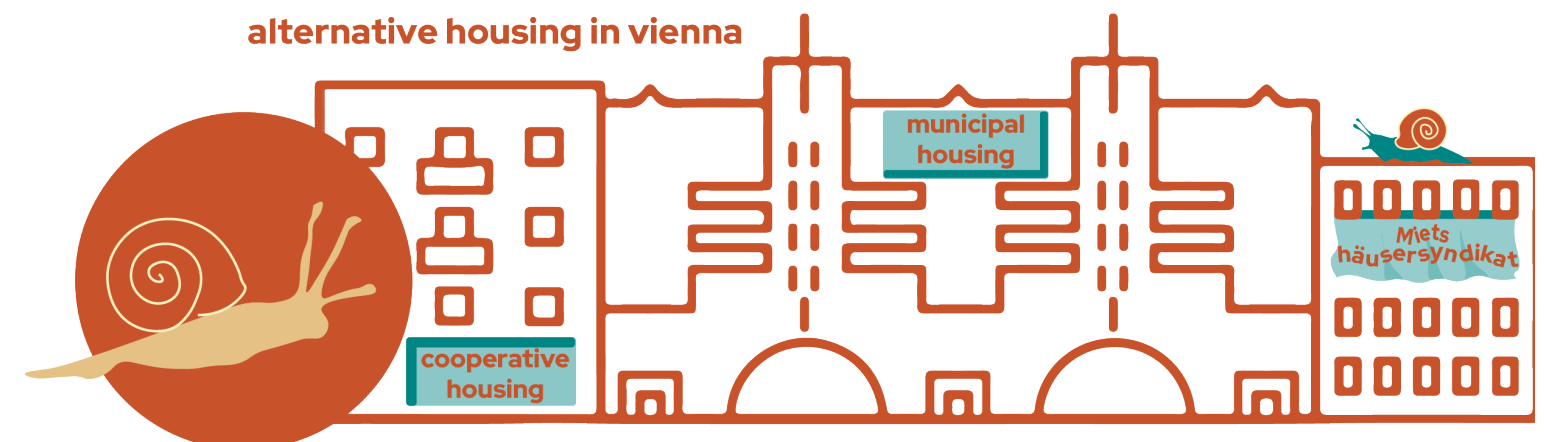 alternative housing in vienna
municipal
housing
Miets
häusersyndikat
cooperative
housing